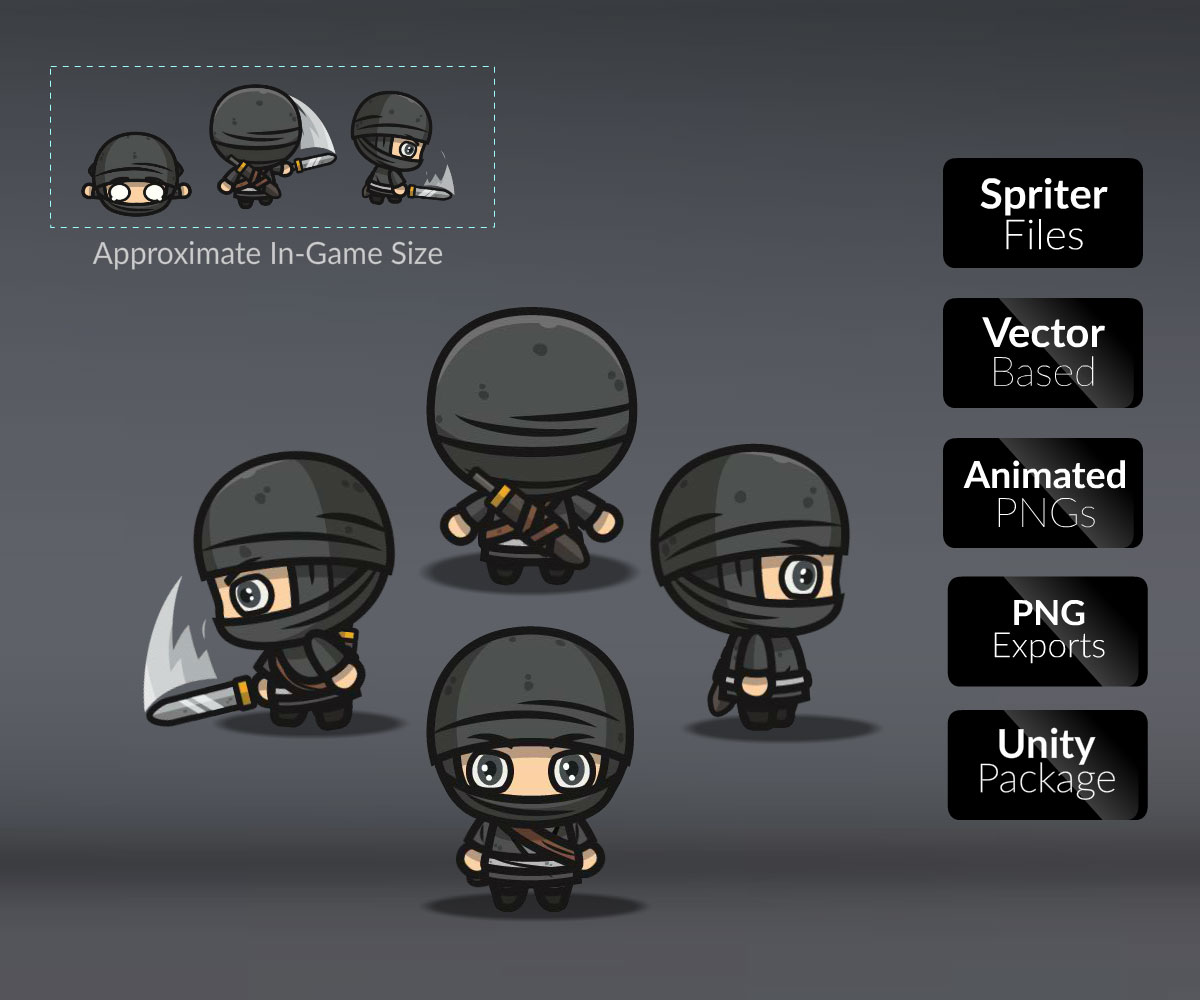 Approximate In-Game Size
Spriter
Files
Vector
Based
Animated
PNGs
PNG
Exports
Unity
Package